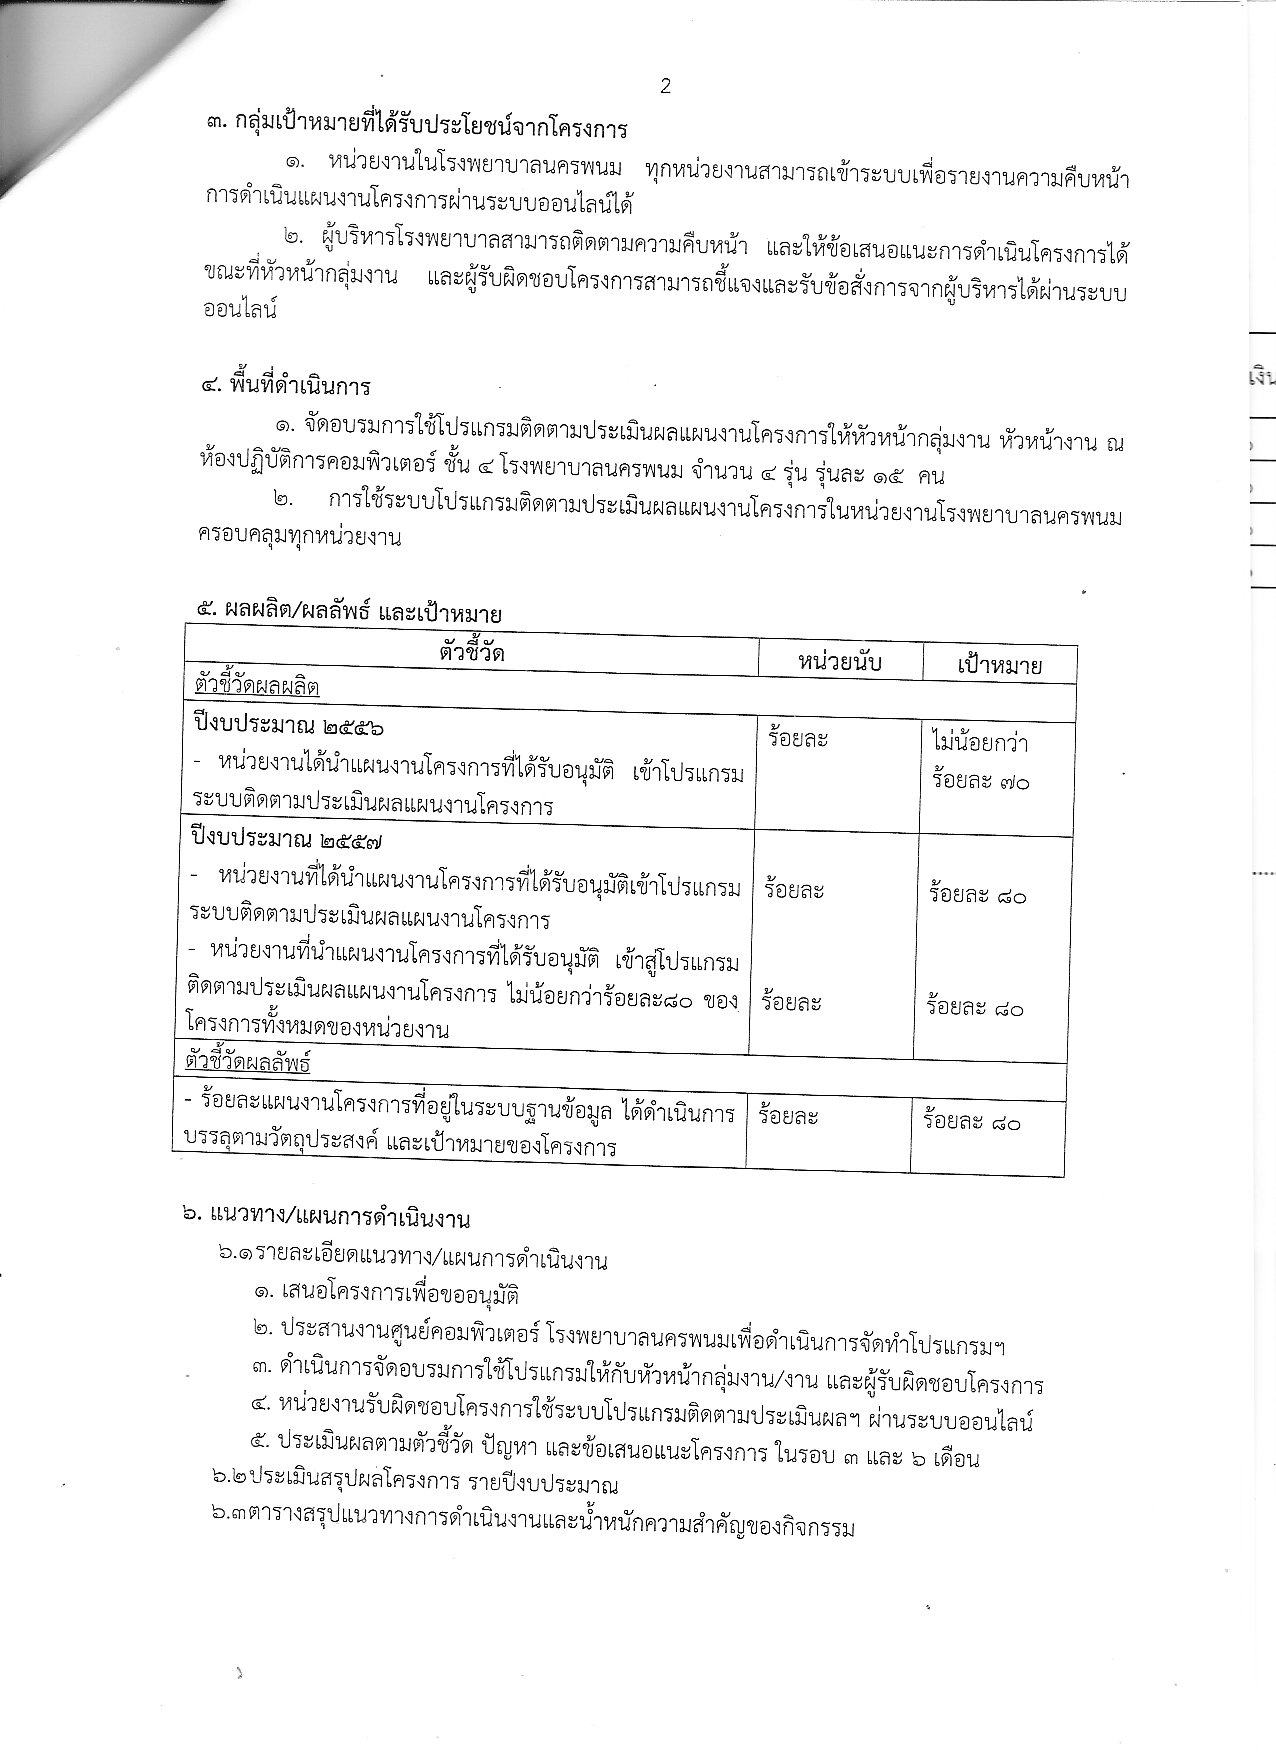 2
๓. กลุ่มเป้าหมายที่ได้รับประโยชน์จากโครงการ
๑. หน่วยงานในโรงพยาบาลนครพนม ทุกหน่วยงานสามารถเข้าระบบเพื่อรายงานความคืบหน้า
การดำเนินแผนงานโครงการผ่านระบบออนไลน์ได้
๒. ผู้บริหารโรงพยาบาลสามารถติดตามความคืบหน้า และให้ข้อเสนอแนะการดำเนินโครงการได้
ขณะที่หัวหน้ากลุ่มงาน และผู้รับผิดชอบโครงการสามารถชี้แจงและรับข้อสั่งการจากผู้บริหารได้ผ่านระบบ
ออนไลน์
๔. พื้นที่ดำเนินการ
๑. จัดอบรมการใช้โปรแกรมติดตามประเมินผลแผนงานโครงการให้หัวหน้ากลุ่มงาน หัวหน้างาน ณ
ห้องปฏิบัติการคอมพิวเตอร์ ชั้น ๔ โรงพยาบาลนครพนม จำนวน ๔ รุ่น รุ่นละ ๑๕ คน
๒. การใช้ระบบโปรแกรมติดตามประเมินผลแผนงานโครงการในหน่วยงานโรงพยาบาลนครพนม
ครอบคลุมทุกหน่วยงาน
๕. ผลผลิต/ผลลัพธ์ และเป้าหมาย
ตัวชี้วัด หน่วยนับ เป้าหมาย
ตัวชี้วัดผลผลิต
ปีงบประมาณ ๒๕๕๖ ร้อยละ ไม่น้อยกว่า
- หน่วยงานได้นำแผนงานโครงการที่ได้รับอนุมัติ เข้าโปรแกรม ร้อยละ ๗๐
ระบบติดตามประเมินผลแผนงานโครงการ
ปีงบประมาณ ๒๕๕๗
- หน่วยงานที่ได้นำแผนงานโครงการที่ได้รับอนุมัติเข้าโปรแกรม ร้อยละ ร้อยละ ๘๐
ระบบติดตามประเมินผลแผนงานโครงการ
- หน่วยงานที่นำแผนงานโครงการที่ได้รับอนุมัติ เข้าสู่โปรแกรม
ติดตามประเมินผลแผนงานโครงการ ไม่น้อยกว่าร้อยละ๘๐ ของ ร้อยละ ร้อยละ ๘๐
โครงการทั้งหมดของหน่วยงาน
ตัวชี้วัดผลลัพธ์
- ร้อยละแผนงานโครงการที่อยู่ในระบบฐานข้อมูล ได้ดำเนินการ ร้อยละ ร้อยละ ๘๐
บรรลุตามวัตถุประสงค์ และเป้าหมายของโครงการ
๖. แนวทาง/แผนการดำเนินงาน
๖.๑รายละเอียดแนวทาง/แผนการดำเนินงาน
๑. เสนอโครงการเพื่อขออนุมัติ
๒. ประสานงานศูนย์คอมพิวเตอร์ โรงพยาบาลนครพนมเพื่อดำเนินการจัดทำโปรแกรมฯ
๓. ดำเนินการจัดอบรมการใช้โปรแกรมให้กับหัวหน้ากลุ่มงาน/งาน และผู้รับผิดชอบโครงการ
๔. หน่วยงานรับผิดชอบโครงการใช้ระบบโปรแกรมติดตามประเมินผลฯ ผ่านระบบออนไลน์
๕. ประเมินผลตามตัวชี้วัด ปัญหา และข้อเสนอแนะโครงการ ในรอบ ๓ และ ๖ เดือน
๖.๒ประเมินสรุปผลโครงการ รายปีงบประมาณ
๖.๓ตารางสรุปแนวทางการดำเนินงานและน้ำหนักความสำคัญของกิจกรรม